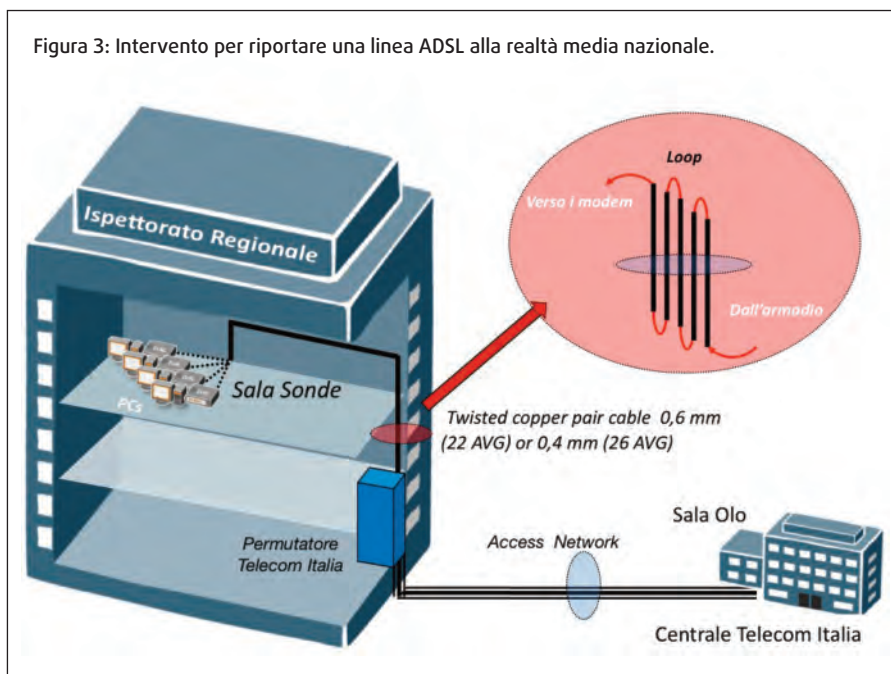 Figura 3: Intervento per riportare una linea ADSL alla realtà media nazionale.
Ispettorato Regionale
Loop
Verso I modem
Dall'armadio
Sala Sonde
PCs
Twisted copper pair cable 0,6 mm
(22 AVG) or 0,4 mm (26 AVG)
Permutatore
Telecom Italia
Access Network
Sala Olo
Centrale Telecom Italia